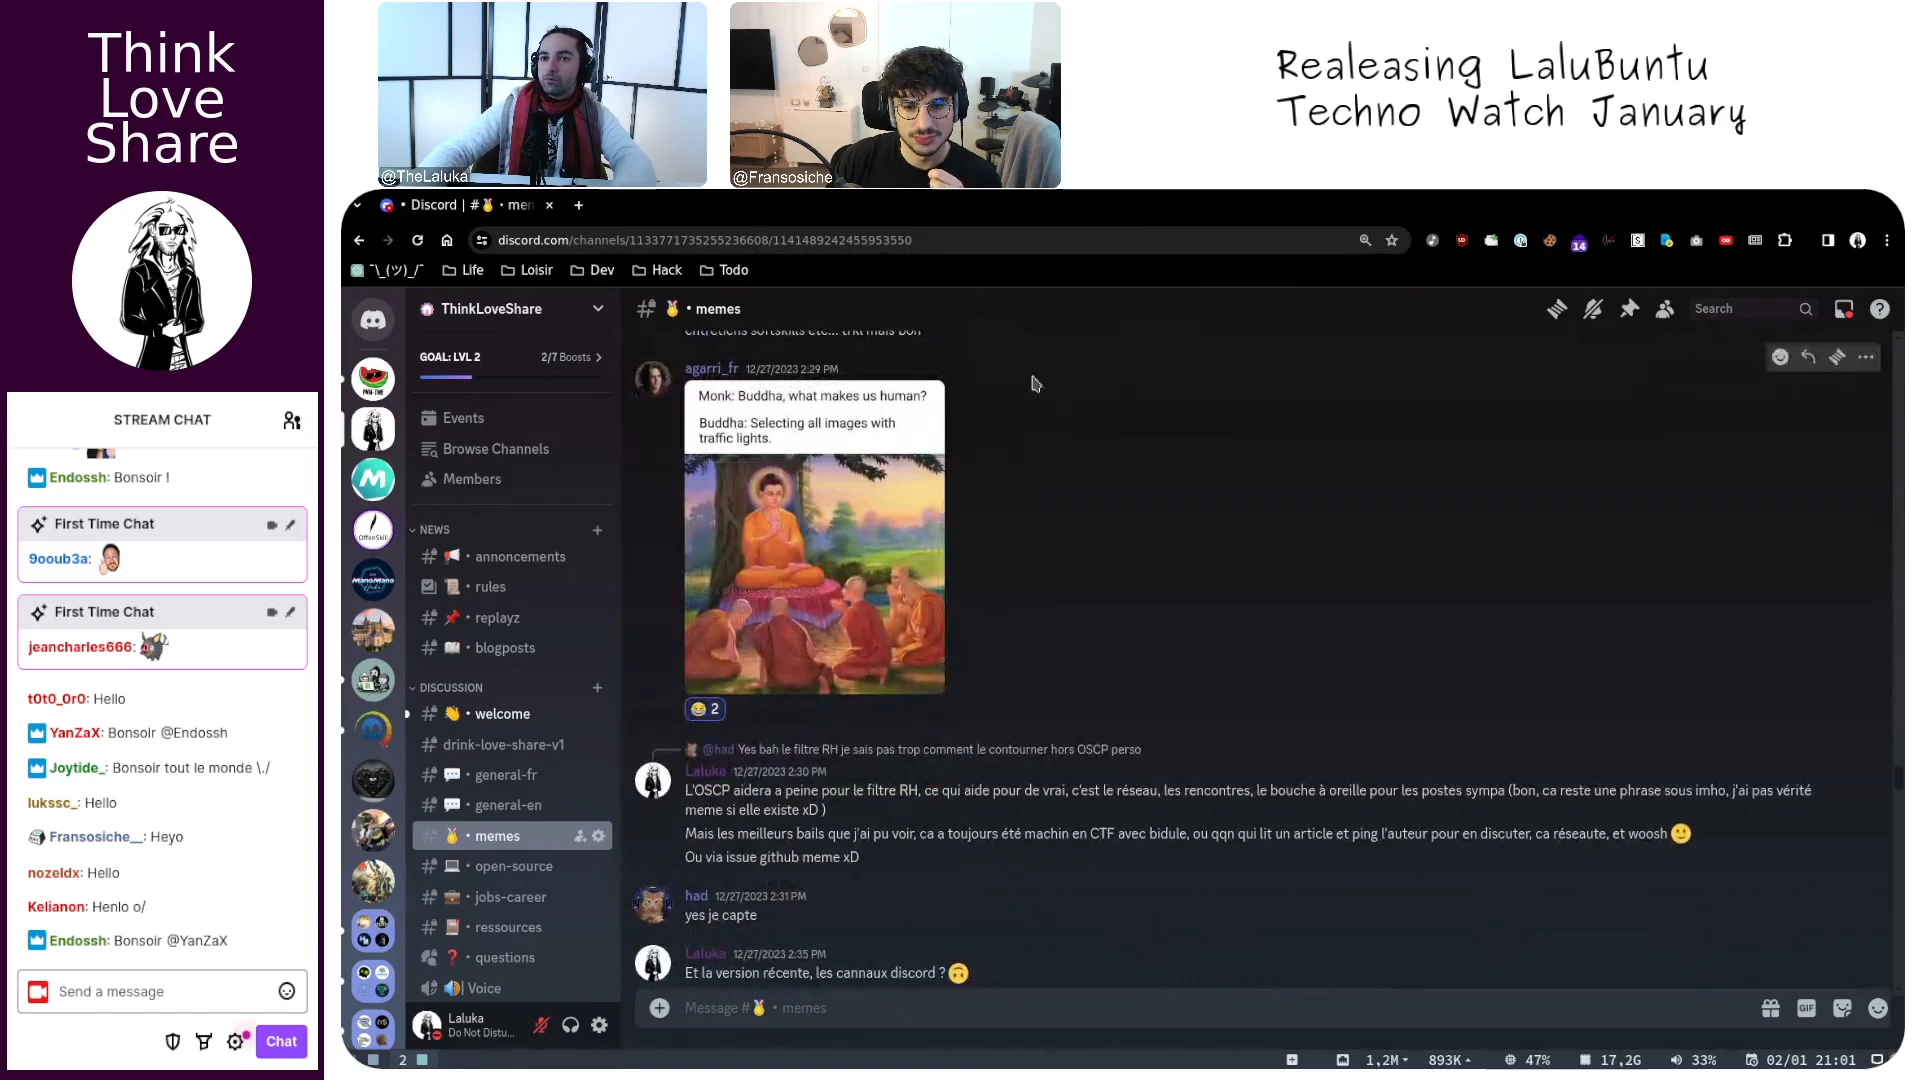 Think
Love
Share
@TheLaluka
@Fransosiche
Realeasing LaluBuntu
Techno Watch January
STREAM CHAT
Endossh: Bonsoir !
First Time Chat
9ooub3a:
First Time Chat
jeancharles666:
t0t0_0r0: Hello
YanZaX: Bonsoir @Endossh
Joytide_: Bonsoir tout le monde \./
lukssc_: Hello
Fransosiche__: Heyo
nozeldx: Hello
Kelianon: Henlo o/
Endossh: Bonsoir @YanZaX
Send a message
Chat
• Discord | #🥇 • men
discord.com/channels/1133771735255236608/1141489242455953550
14
¯\_(ツ)_/¯
Life
Loisir
Dev
Hack
Todo
ThinkLoveShare
GOAL: LVL 2
2/7 Boosts
Events
Browse Channels
Members
NEWS
📢 • annoncements
📜 • rules
📌 • replayz
📖 • blogposts
DISCUSSION
👋 • welcome
drink-love-share-v1
💬 • general-fr
💬 • general-en
🥇 • memes
💻 • open-source
💼 • jobs-career
📔 • ressources
❓ • questions
🔊| Voice
Laluka
Do Not Distu...
OffenSkill
ManoMano
🥇 • memes
Search
entretiens softskills etc... trkl mais bon
agarri_fr 12/27/2023 2:29 PM
Monk: Buddha, what makes us human?
Buddha: Selecting all images with
traffic lights.
😂 2
@had Yes bah le filtre RH je sais pas trop comment le contourner hors OSCP perso
Laluka 12/27/2023 2:30 PM
L'OSCP aidera a peine pour le filtre RH, ce qui aide pour de vrai, c'est le réseau, les rencontres, le bouche à oreille pour les postes sympa (bon, ca reste une phrase sous imho, j'ai pas vérité
meme si elle existe xD )
Mais les meilleurs bails que j'ai pu voir, ca a toujours été machin en CTF avec bidule, ou qqn qui lit un article et ping l'auteur pour en discuter, ca réseaute, et woosh 🙂
Ou via issue github meme xD
had 12/27/2023 2:31 PM
yes je capte
Laluka 12/27/2023 2:35 PM
Et la version récente, les cannaux discord ? 🙃
Message #🥇 • memes
GIF
2
1,2M
893K
47%
17,2G
33%
02/01 21:01